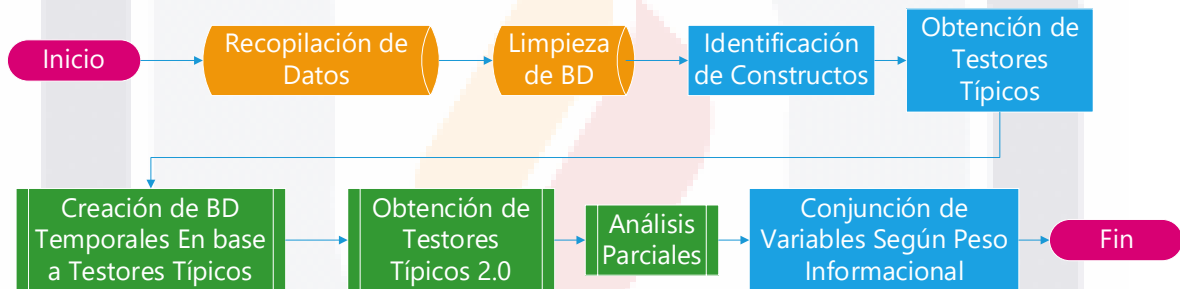 Inicio
Recopilación de
Datos
Limpieza
de BD
Identificación
de Constructos
Obtención de
Testores
Típicos
Creación de BD
Temporales En base
a Testores Típicos
Obtención de
Testores
Típicos 2.0
Análisis
Parciales
Conjunción de
Variables Según Peso
Informacional
Fin